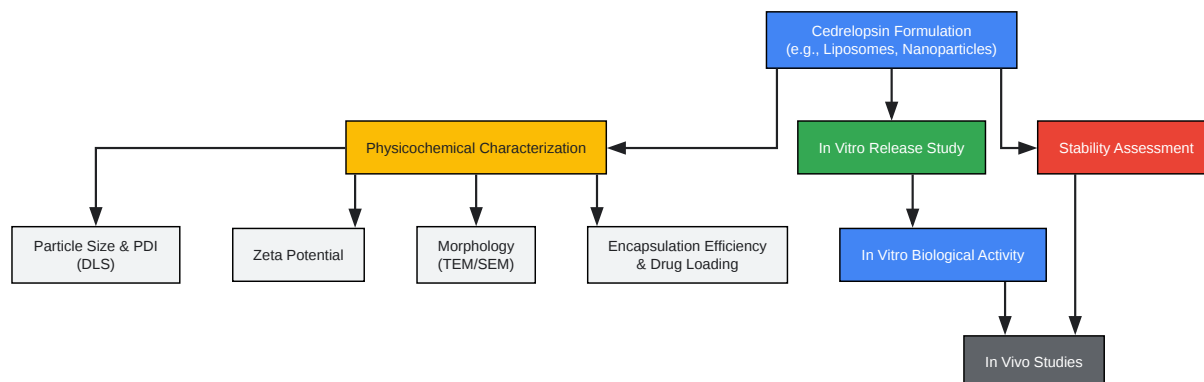 Cedrelopsin Formulation
(e.g., Liposomes, Nanoparticles)
Physicochemical Characterization
In Vitro Release Study
Stability Assessment
Particle Size & PDI
(DLS)
Zeta Potential
Morphology
(TEM/SEM)
Encapsulation Efficiency
& Drug Loading
In Vitro Biological Activity
In Vivo Studies